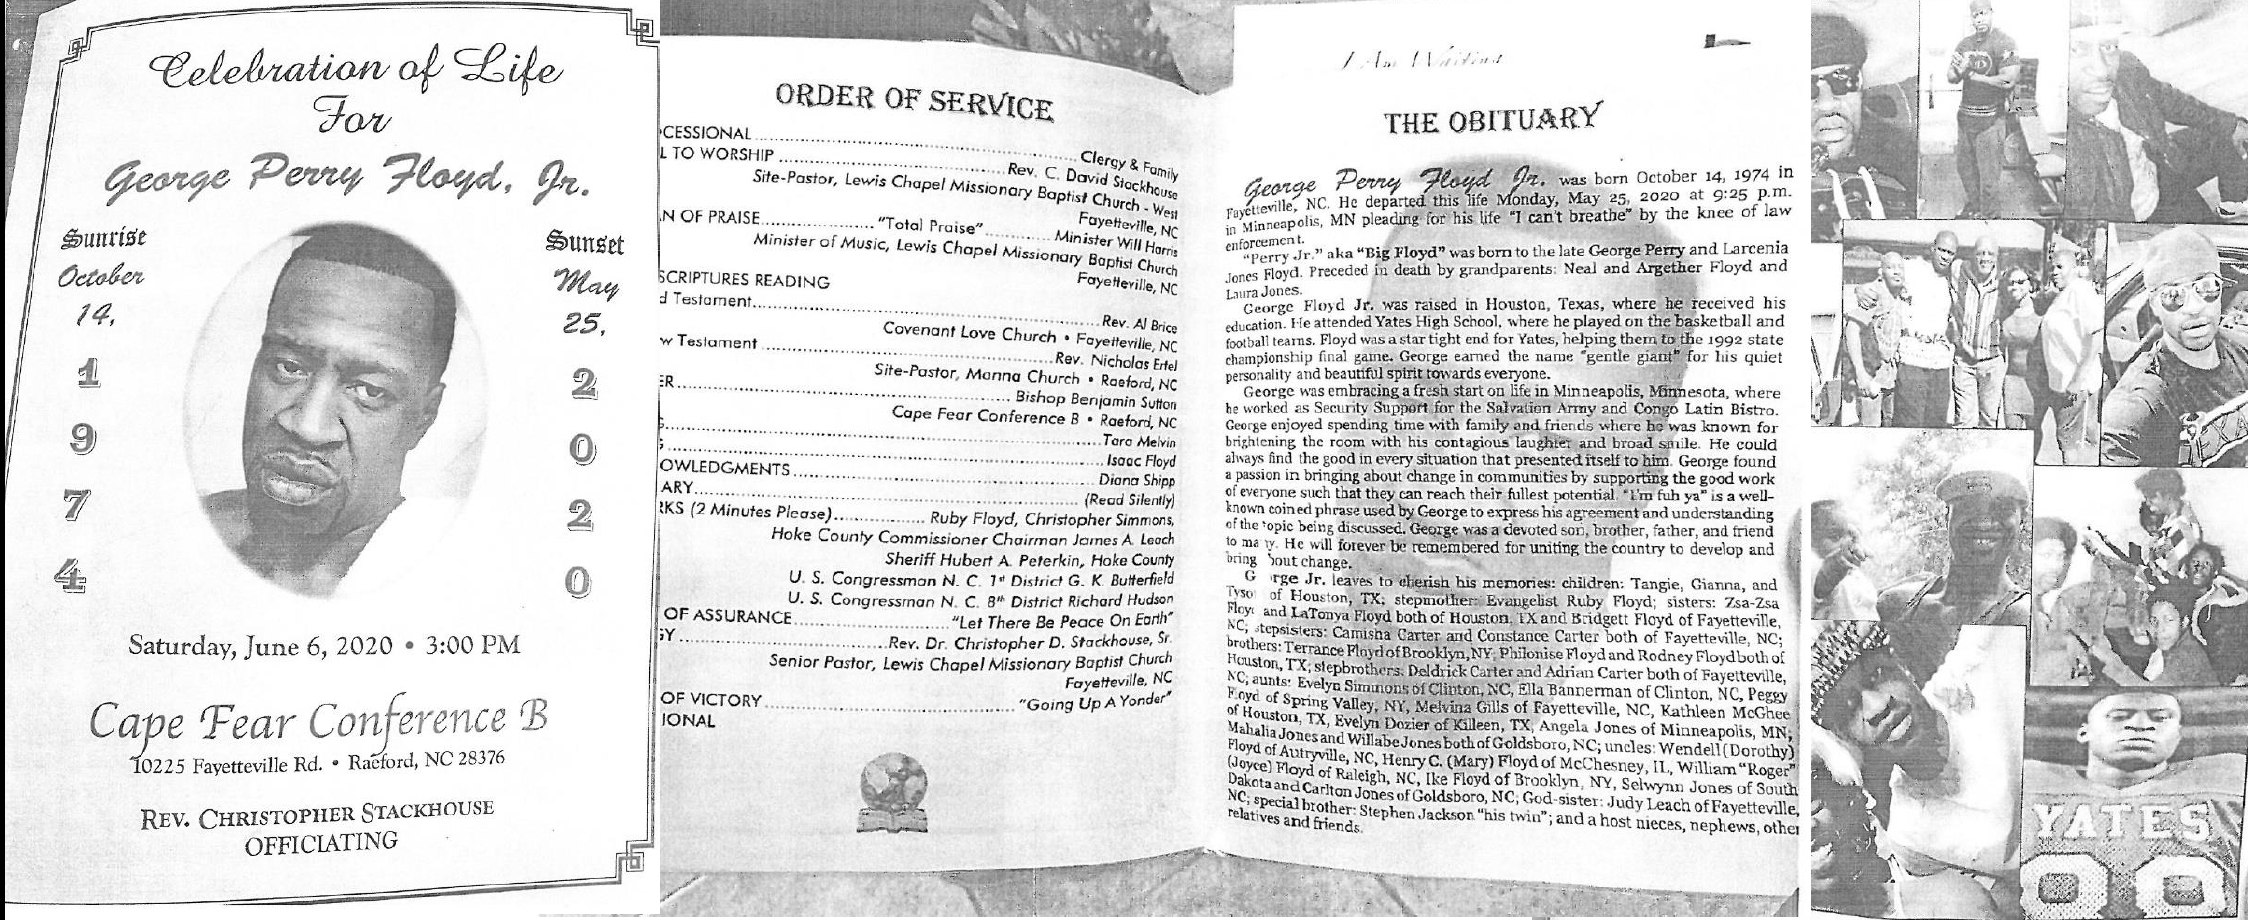 Celebration of Life
For
George Perry Floyd, Jr.
Sunrise
October
14,
1
9
7
4
Sunset
May
25,
2
0
2
0
Saturday, June 6, 2020 • 3:00 PM
Cape Fear Conference B
10225 Fayetteville Rd. • Raeford, NC 28376
REV. CHRISTOPHER STACKHOUSE
OFFICIATING
ORDER OF SERVICE
CESSIONAL........Clergy & Family
L TO WORSHIP........Rev. C. David Stackhouse
Site-Pastor, Lewis Chapel Missionary Baptist Church - West
Fayetteville, NC
N OF PRAISE........"Total Praise"........Minister Will Harris
Minister of Music, Lewis Chapel Missionary Baptist Church
Fayetteville, NC
SCRIPTURES READING
d Testament........Rev. Al Brice
Covenant Love Church • Fayetteville, NC
w Testament........Rev. Nicholas Ertel
Site-Pastor, Manna Church • Raeford, NC
ER........Bishop Benjamin Sutton
Cape Fear Conference B • Raeford, NC
........Tara Melvin
........Isaac Floyd
OWLEDGMENTS........Diana Shipp
ARY........(Read Silently)
RKS (2 Minutes Please)........Ruby Floyd, Christopher Simmons,
Hoke County Commissioner Chairman James A. Leach
Sheriff Hubert A. Peterkin, Hoke County
U. S. Congressman N. C. 1st District G. K. Butterfield
U. S. Congressman N. C. 8th District Richard Hudson
OF ASSURANCE........"Let There Be Peace On Earth"
GY........Rev. Dr. Christopher D. Stackhouse, Sr.
Senior Pastor, Lewis Chapel Missionary Baptist Church
Fayetteville, NC
OF VICTORY........"Going Up A Yonder"
IONAL
I Am
THE OBITUARY
George Perry Floyd Jr. was born October 14, 1974 in
Fayetteville, NC. He departed this life Monday, May 25, 2020 at 9:25 p.m.
in Minneapolis, MN pleading for his life "I can't breathe" by the knee of law
enforcement.
"Perry Jr." aka "Big Floyd" was born to the late George Perry and Larcenia
Jones Floyd. Preceded in death by grandparents: Neal and Argether Floyd and
Laura Jones.
George Floyd Jr. was raised in Houston, Texas, where he received his
education. He attended Yates High School, where he played on the basketball and
football teams. Floyd was a star tight end for Yates, helping them to the 1992 state
championship final game. George earned the name "gentle giant" for his quiet
personality and beautiful spirit towards everyone.
George was embracing a fresh start on life in Minneapolis, Minnesota, where
he worked as Security Support for the Salvation Army and Congo Latin Bistro.
George enjoyed spending time with family and friends where he was known for
brightening the room with his contagious laughter and broad smile. He could
always find the good in every situation that presented itself to him. George found
a passion in bringing about change in communities by supporting the good work
of everyone such that they can reach their fullest potential. "I'm fuh ya" is a well-
known coined phrase used by George to express his agreement and understanding
of the topic being discussed. George was a devoted son, brother, father, and friend
to ma y. He will forever be remembered for uniting the country to develop and
bring bout change.
G rge Jr. leaves to cherish his memories: children: Tangie, Gianna, and
Tyso of Houston, TX; stepmother: Evangelist Ruby Floyd; sisters: Zsa-Zsa
Floy and LaTonya Floyd both of Houston, TX and Bridgett Floyd of Fayetteville,
NC; stepsisters: Camisha Carter and Constance Carter both of Fayetteville, NC;
brothers: Terrance Floyd of Brooklyn, NY, Philonise Floyd and Rodney Floyd both of
Houston, TX; stepbrothers: Deldrick Carter and Adrian Carter both of Fayetteville,
NC; aunts: Evelyn Simmons of Clinton, NC, Ella Bannerman of Clinton, NC, Peggy
Floyd of Spring Valley, NY, Melvina Gills of Fayetteville, NC, Kathleen McGhee
of Houston, TX, Evelyn Dozier of Killeen, TX, Angela Jones of Minneapolis, MN;
Mahalia Jones and Willabe Jones both of Goldsboro, NC; uncles: Wendell (Dorothy)
Floyd of Autryville, NC, Henry C. (Mary) Floyd of McChesney, IL, William "Roger"
(Joyce) Floyd of Raleigh, NC, Ike Floyd of Brooklyn, NY, Selwynn Jones of South
Dakota and Carlton Jones of Goldsboro, NC; God-sister: Judy Leach of Fayetteville,
NC; special brother: Stephen Jackson "his twin"; and a host nieces, nephews, other
relatives and friends.
YATES